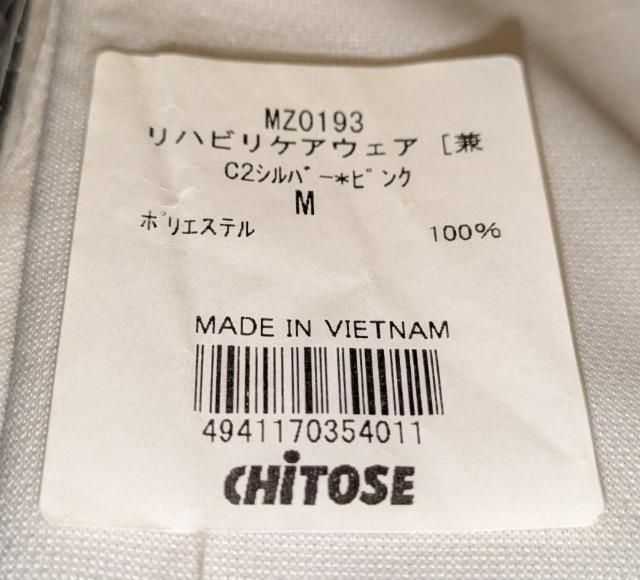 MZ0193
リハビリケアウェア [兼
C2シルバー*ピンク
M
ポリエステル 100%
MADE IN VIETNAM
4941170354011
CHiTOSE